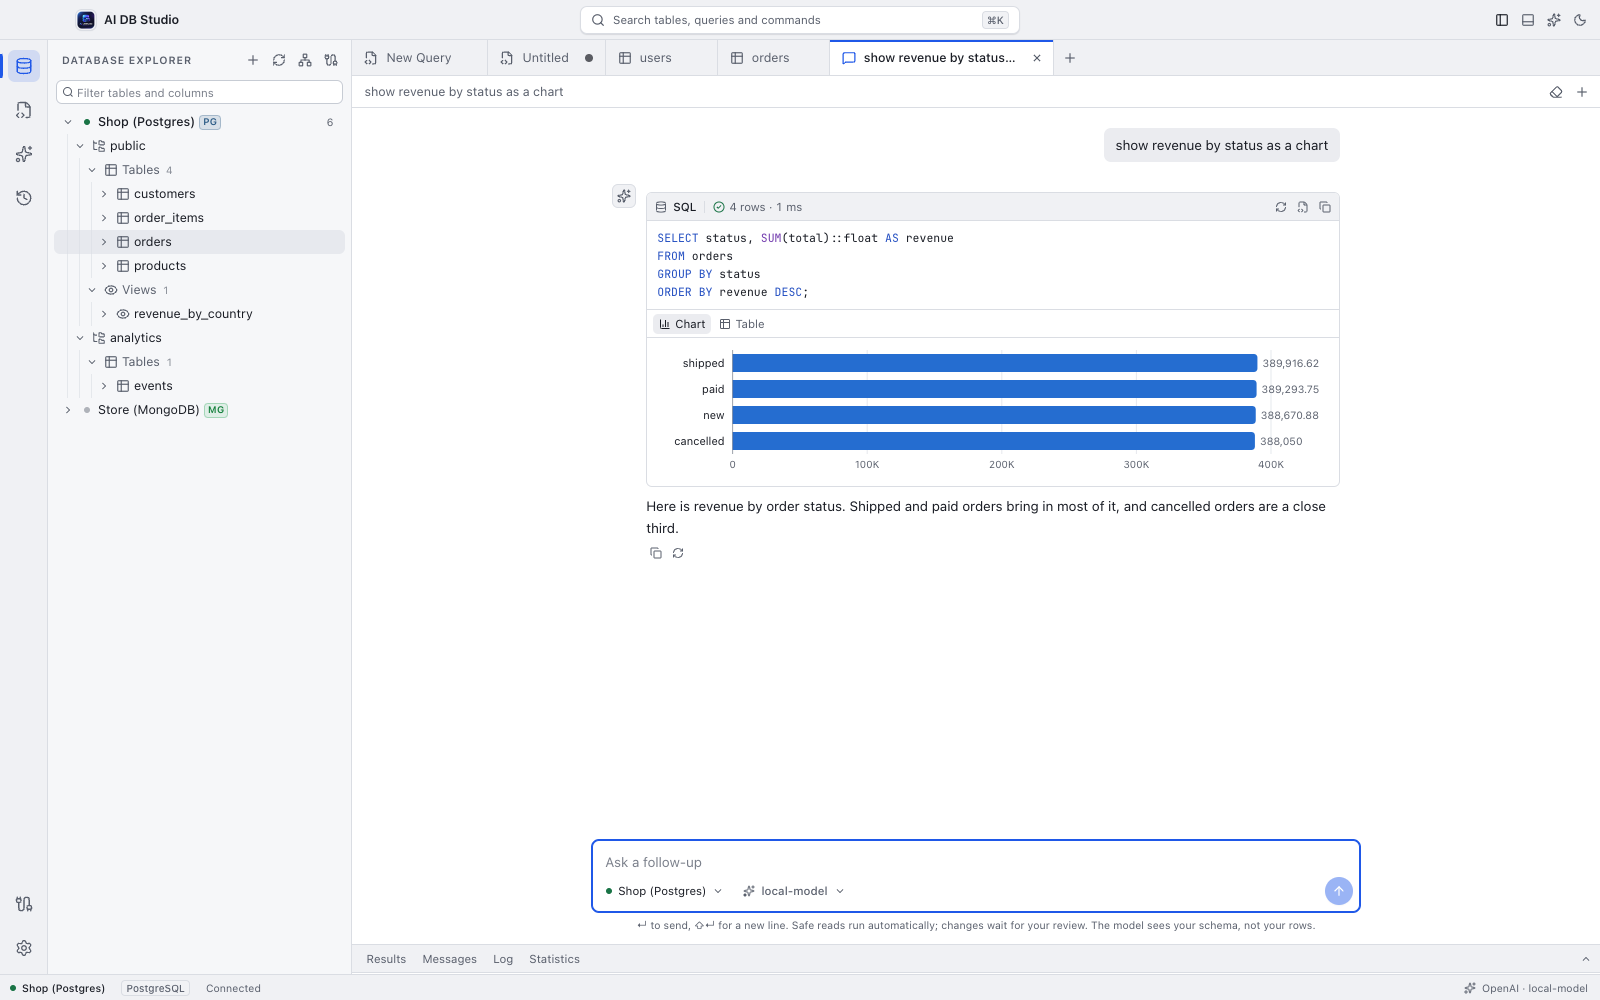 AI DB Studio
Search tables, queries and commands
⌘K
DATABASE EXPLORER
Filter tables and columns
Shop (Postgres) PG 6
public
Tables 4
customers
order_items
orders
products
Views 1
revenue_by_country
analytics
Tables 1
events
Store (MongoDB) MG
New Query
Untitled
users
orders
show revenue by status...
show revenue by status as a chart
show revenue by status as a chart
SQL 4 rows · 1 ms
SELECT status, SUM(total)::float AS revenue
FROM orders
GROUP BY status
ORDER BY revenue DESC;
Chart Table
shipped 389,916.62
paid 389,293.75
new 388,670.88
cancelled 388,050
0 100K 200K 300K 400K
Here is revenue by order status. Shipped and paid orders bring in most of it, and cancelled orders are a close
third.
Ask a follow-up
Shop (Postgres) local-model
↵ to send, ⇧↵ for a new line. Safe reads run automatically; changes wait for your review. The model sees your schema, not your rows.
Results Messages Log Statistics
Shop (Postgres) PostgreSQL Connected
OpenAI · local-model